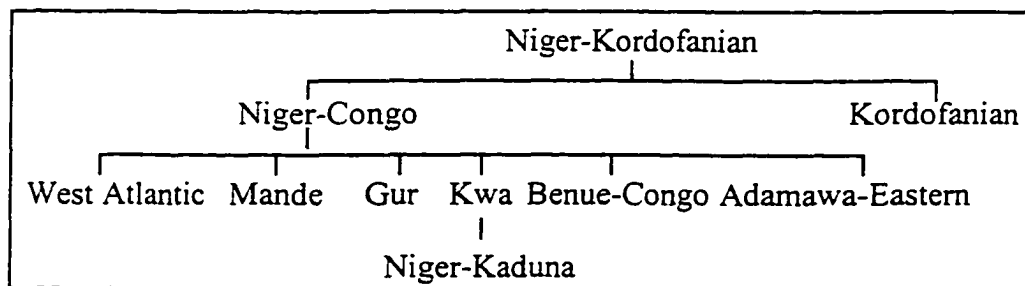 Niger-Kordofanian
Niger-Congo Kordofanian
West Atlantic Mande Gur Kwa Benue-Congo Adamawa-Eastern
Niger-Kaduna